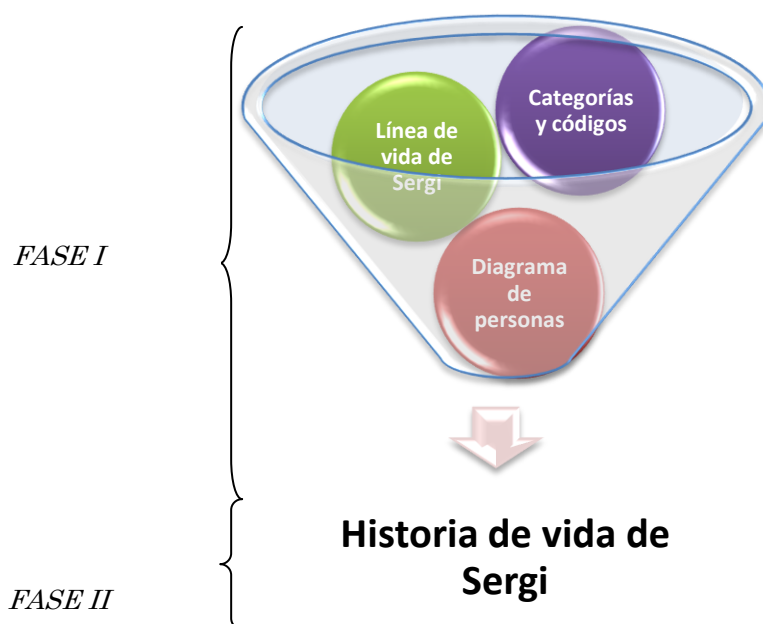 Categorías
y códigos
Línea de
vida de
Sergi
FASE I
Diagrama
de
personas
Historia de vida de
Sergi
FASE II